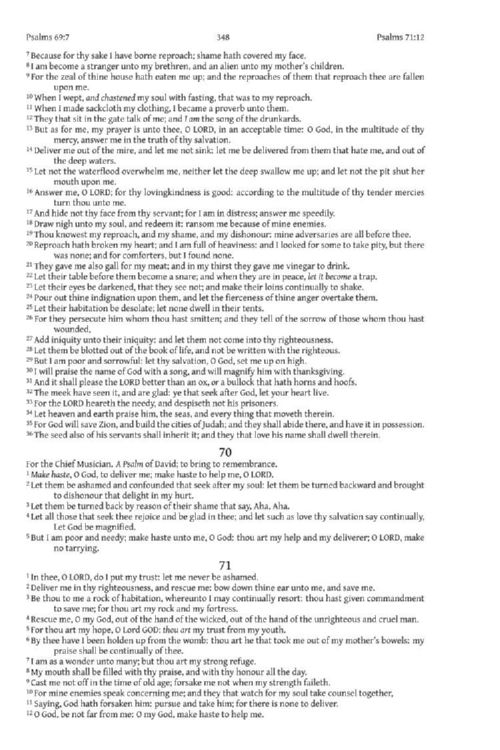 Psalms 69:7 348 Psalms 71:12
7 Because for thy sake I have borne reproach; shame hath covered my face.
8 I am become a stranger unto my brethren, and an alien unto my mother's children.
9 For the zeal of thine house hath eaten me up; and the reproaches of them that reproach thee are fallen
upon me.
10 When I wept, and chastened my soul with fasting, that was to my reproach.
11 When I made sackcloth my clothing, I became a proverb unto them.
12 They that sit in the gate talk of me; and I am the song of the drunkards.
13 But as for me, my prayer is unto thee, O LORD, in an acceptable time: O God, in the multitude of thy
mercy, answer me in the truth of thy salvation.
14 Deliver me out of the mire, and let me not sink: let me be delivered from them that hate me, and out of
the deep waters.
15 Let not the waterflood overwhelm me, neither let the deep swallow me up; and let not the pit shut her
mouth upon me.
16 Answer me, O LORD; for thy lovingkindness is good: according to the multitude of thy tender mercies
turn thou unto me.
17 And hide not thy face from thy servant; for I am in distress; answer me speedily.
18 Draw nigh unto my soul, and redeem it: ransom me because of mine enemies.
19 Thou knowest my reproach, and my shame, and my dishonour: mine adversaries are all before thee.
20 Reproach hath broken my heart; and I am full of heaviness: and I looked for some to take pity, but there
was none; and for comforters, but I found none.
21 They gave me also gall for my meat; and in my thirst they gave me vinegar to drink.
22 Let their table before them become a snare; and when they are in peace, let it become a trap.
23 Let their eyes be darkened, that they see not; and make their loins continually to shake.
24 Pour out thine indignation upon them, and let the fierceness of thine anger overtake them.
25 Let their habitation be desolate; let none dwell in their tents.
26 For they persecute him whom thou hast smitten; and they tell of the sorrow of those whom thou hast
wounded.
27 Add iniquity unto their iniquity: and let them not come into thy righteousness.
28 Let them be blotted out of the book of life, and not be written with the righteous.
29 But I am poor and sorrowful: let thy salvation, O God, set me up on high.
30 I will praise the name of God with a song, and will magnify him with thanksgiving.
31 And it shall please the LORD better than an ox, or a bullock that hath horns and hoofs.
32 The meek have seen it, and are glad: ye that seek after God, let your heart live.
33 For the LORD heareth the needy, and despiseth not his prisoners.
34 Let heaven and earth praise him, the seas, and every thing that moveth therein.
35 For God will save Zion, and build the cities of Judah; and they shall abide there, and have it in possession.
36 The seed also of his servants shall inherit it; and they that love his name shall dwell therein.
70
For the Chief Musician. A Psalm of David; to bring to remembrance.
1 Make haste, O God, to deliver me; make haste to help me, O LORD.
2 Let them be ashamed and confounded that seek after my soul: let them be turned backward and brought
to dishonour that delight in my hurt.
3 Let them be turned back by reason of their shame that say, Aha, Aha.
4 Let all those that seek thee rejoice and be glad in thee; and let such as love thy salvation say continually,
Let God be magnified.
5 But I am poor and needy; make haste unto me, O God: thou art my help and my deliverer; O LORD, make
no tarrying.
71
1 In thee, O LORD, do I put my trust: let me never be ashamed.
2 Deliver me in thy righteousness, and rescue me: bow down thine ear unto me, and save me.
3 Be thou to me a rock of habitation, whereunto I may continually resort: thou hast given commandment
to save me; for thou art my rock and my fortress.
4 Rescue me, O my God, out of the hand of the wicked, out of the hand of the unrighteous and cruel man.
5 For thou art my hope, O Lord GOD: thou art my trust from my youth.
6 By thee have I been holden up from the womb: thou art he that took me out of my mother's bowels: my
praise shall be continually of thee.
7 I am as a wonder unto many; but thou art my strong refuge.
8 My mouth shall be filled with thy praise, and with thy honour all the day.
9 Cast me not off in the time of old age; forsake me not when my strength faileth.
10 For mine enemies speak concerning me; and they that watch for my soul take counsel together,
11 Saying, God hath forsaken him: pursue and take him; for there is none to deliver.
12 O God, be not far from me: O my God, make haste to help me.